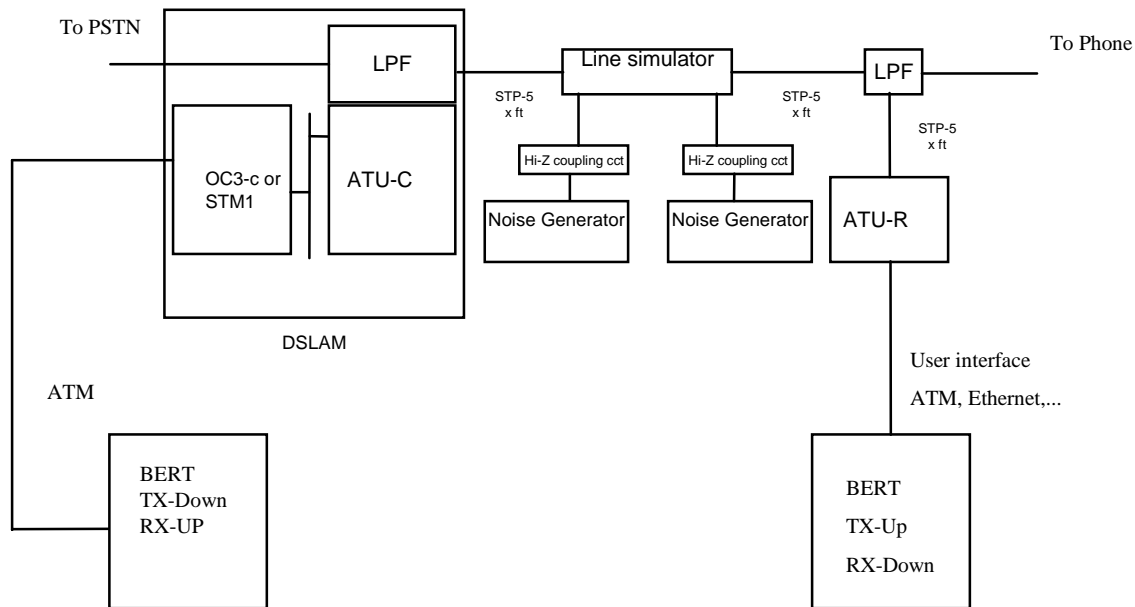 To PSTN
LPF
Line simulator
LPF
To Phone
STP-5
x ft
STP-5
x ft
STP-5
x ft
Hi-Z coupling cct
Hi-Z coupling cct
OC3-c or
STM1
ATU-C
Noise Generator
Noise Generator
ATU-R
DSLAM
User interface
ATM, Ethernet,...
ATM
BERT
TX-Down
RX-UP
BERT
TX-Up
RX-Down